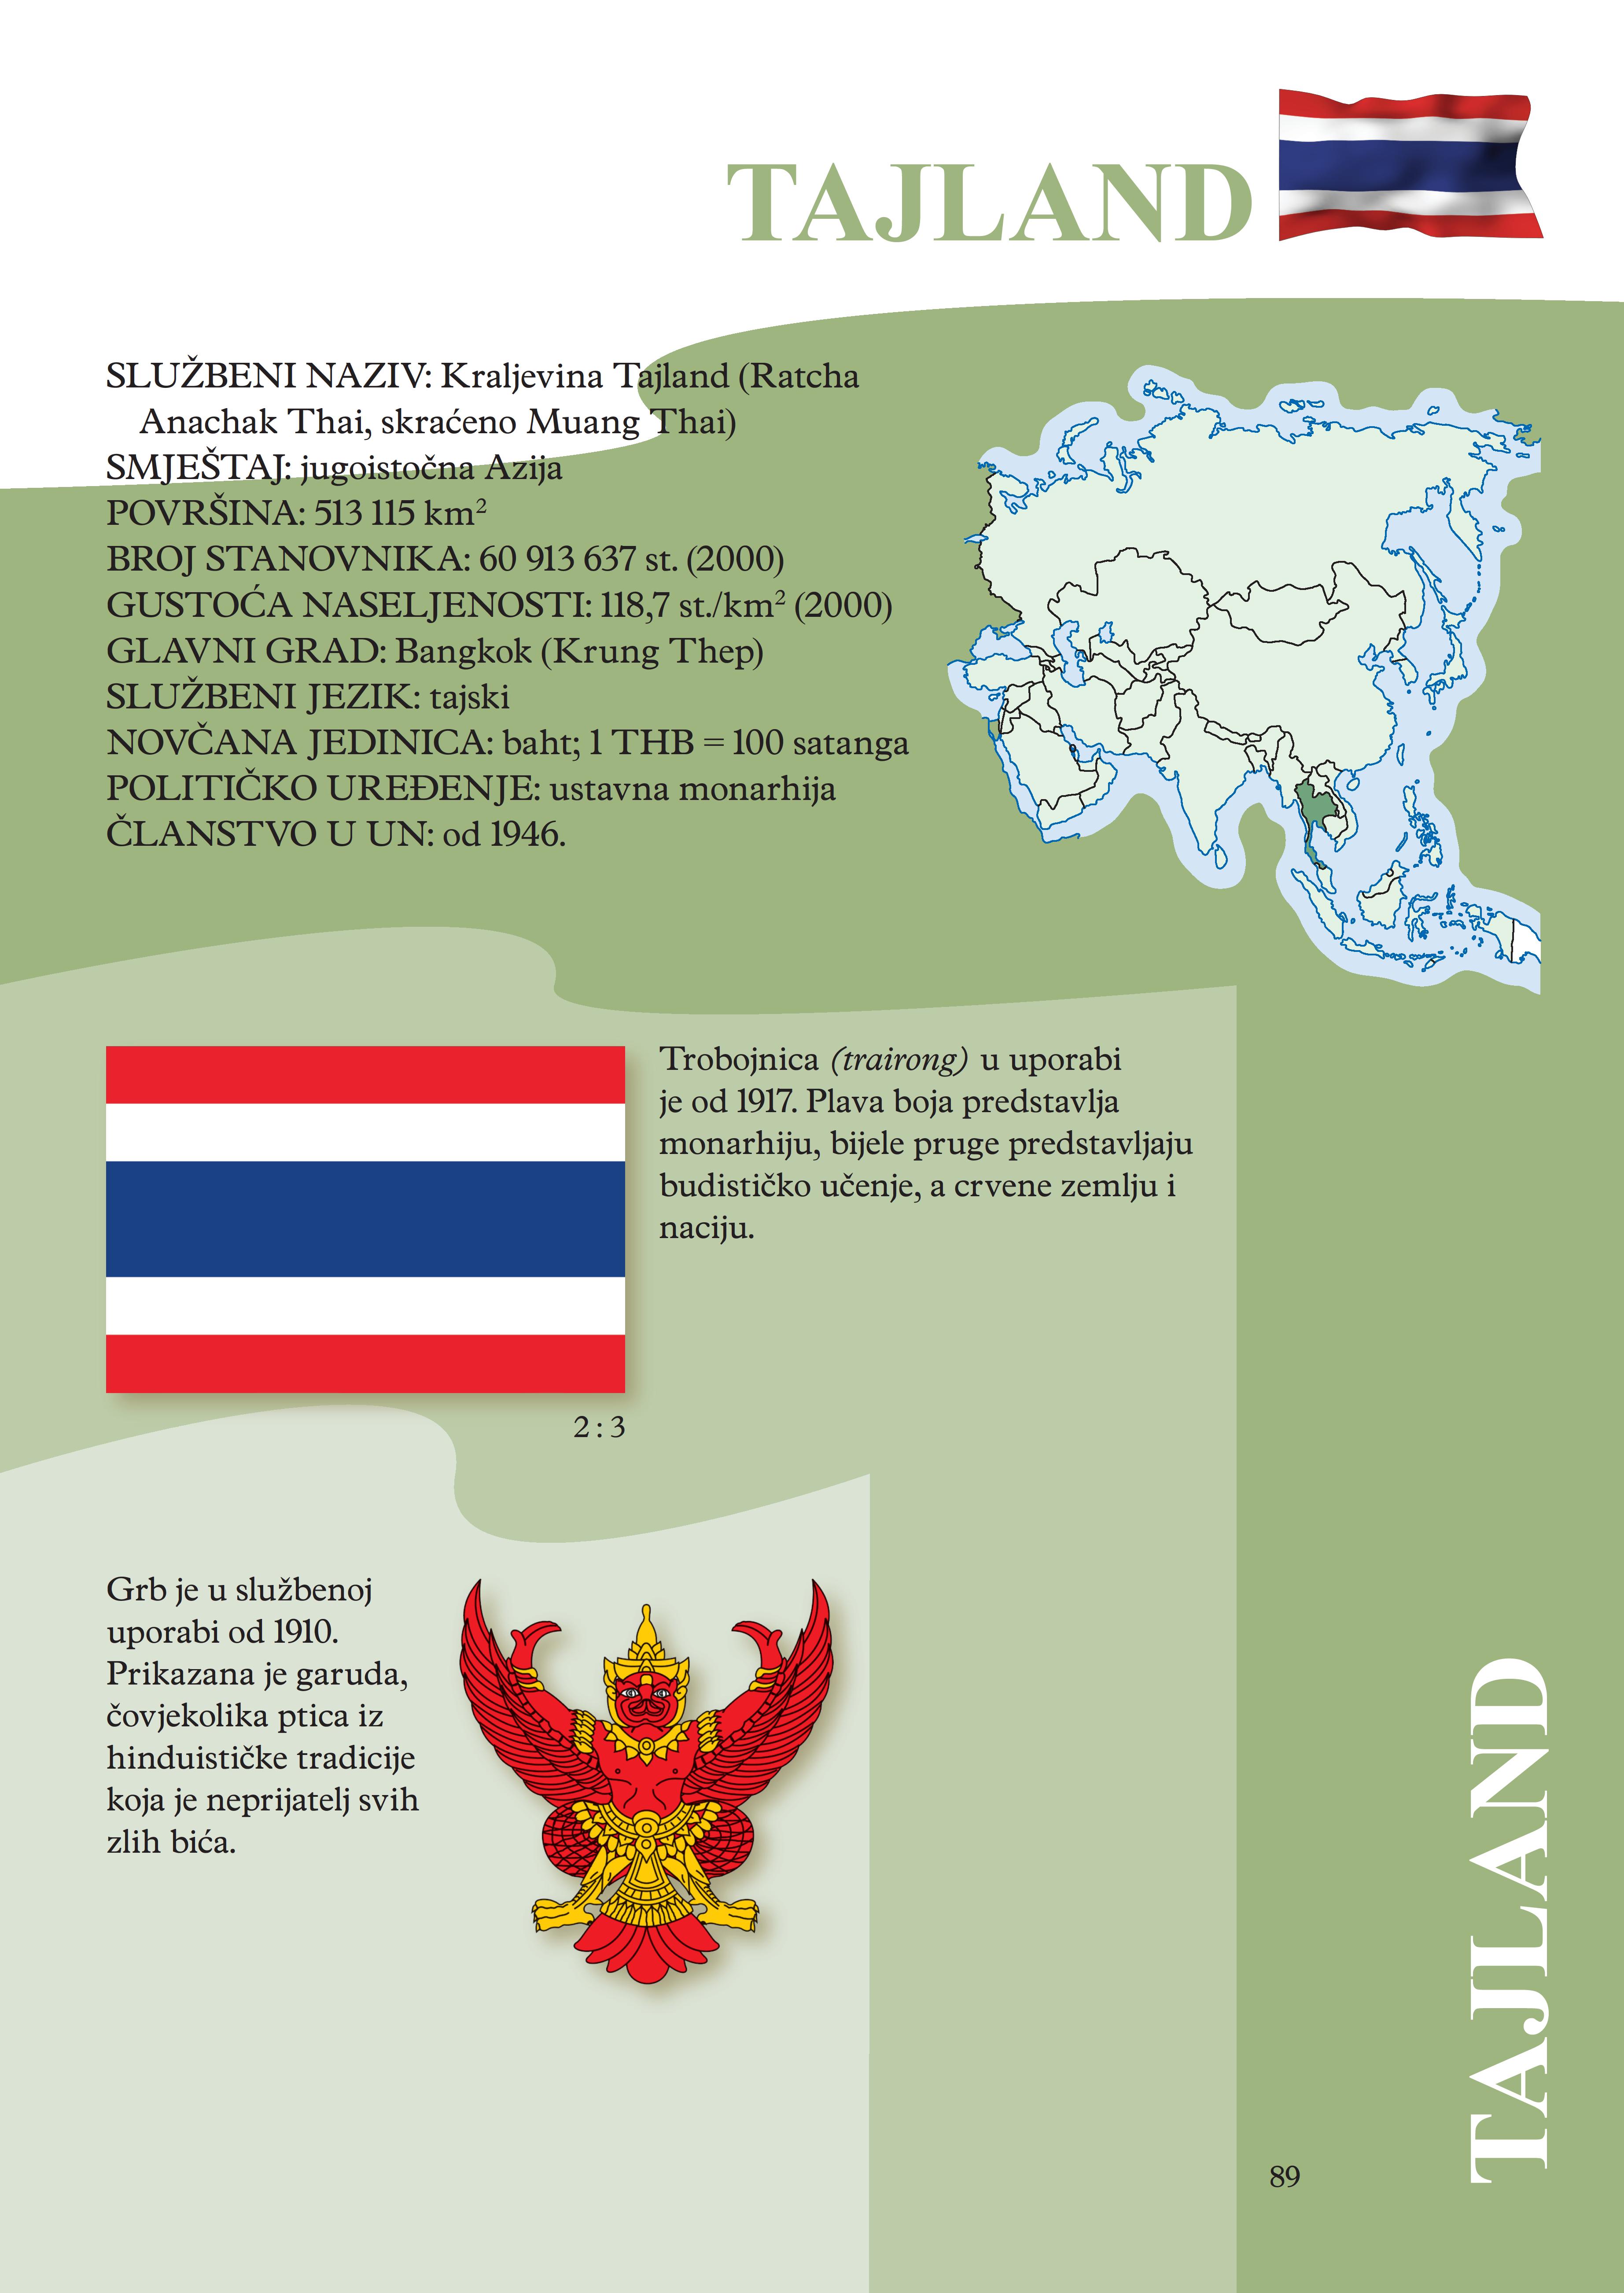 TAJLAND
SLUŽBENI NAZIV: Kraljevina Tajland (Ratcha
Anachak Thai, skraćeno Muang Thai)
SMJEŠTAJ: jugoistočna Azija
POVRŠINA: 513 115 km²
BROJ STANOVNIKA: 60 913 637 st. (2000)
GUSTOĆA NASELJENOSTI: 118,7 st./km² (2000)
GLAVNI GRAD: Bangkok (Krung Thep)
SLUŽBENI JEZIK: tajski
NOVČANA JEDINICA: baht; 1 THB = 100 satanga
POLITIČKO UREĐENJE: ustavna monarhija
ČLANSTVO U UN: od 1946.
Trobojnica (trairong) u uporabi
je od 1917. Plava boja predstavlja
monarhiju, bijele pruge predstavljaju
budističko učenje, a crvene zemlju i
naciju.
2 : 3
Grb je u službenoj
uporabi od 1910.
Prikazana je garuda,
čovjekolika ptica iz
hinduističke tradicije
koja je neprijatelj svih
zlih bića.
TAJLAND
89